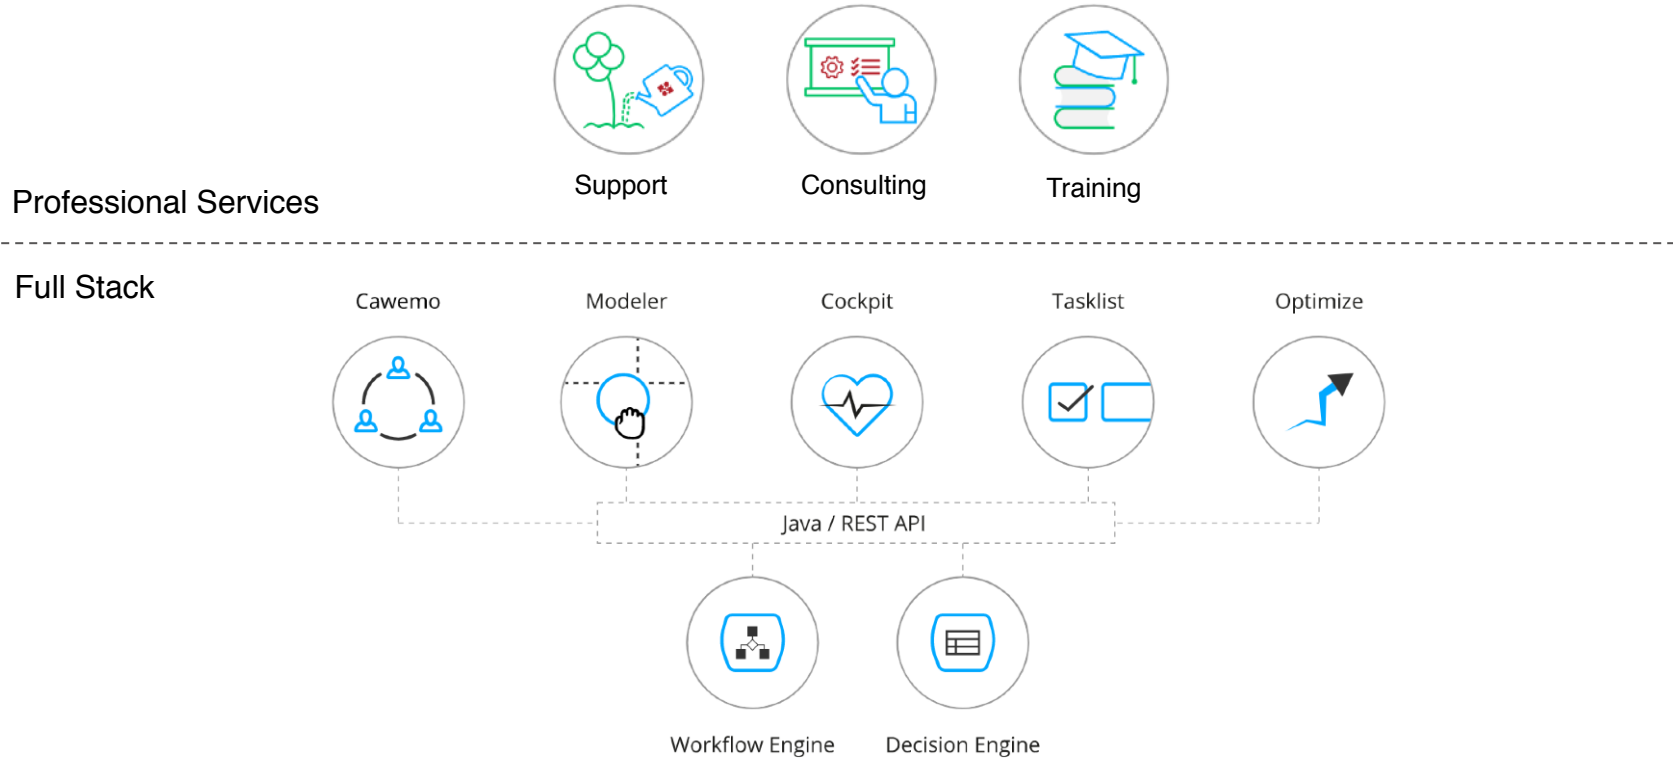 Support
Consulting
Training
Professional Services
Full Stack
Cawemo
Modeler
Cockpit
Tasklist
Optimize
Java / REST API
Workflow Engine
Decision Engine